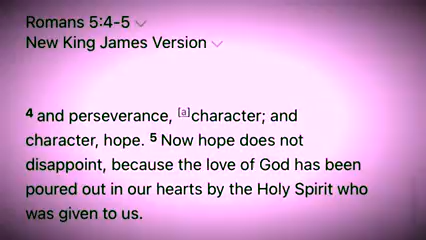 Romans 5:4-5
New King James Version
4 and perseverance, [a]character; and
character, hope. 5 Now hope does not
disappoint, because the love of God has been
poured out in our hearts by the Holy Spirit who
was given to us.